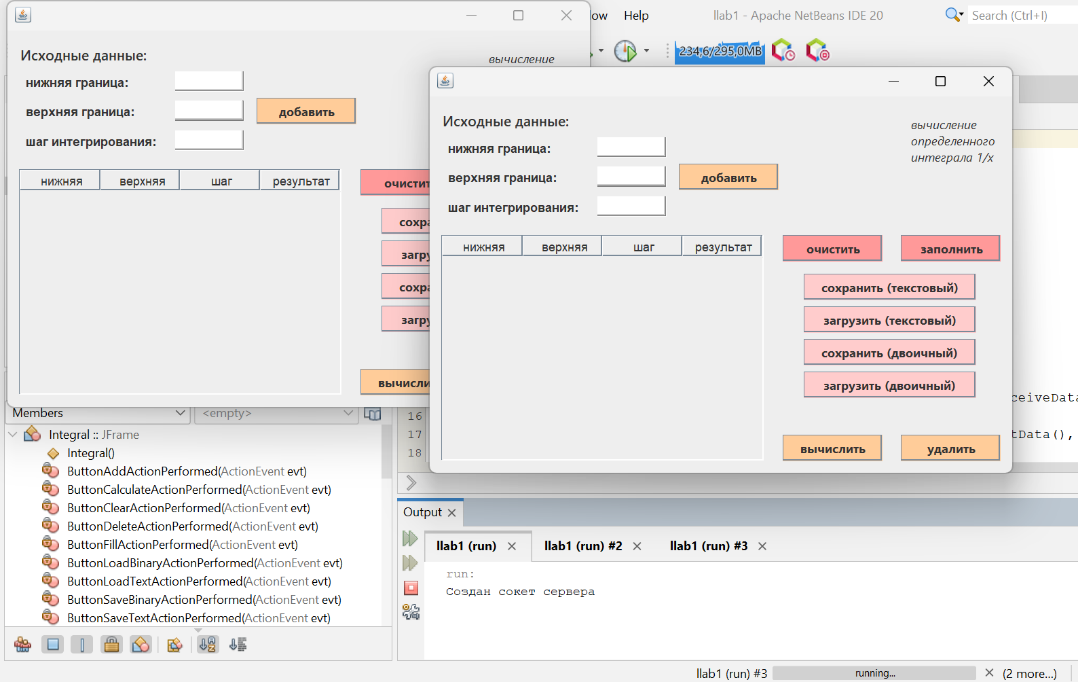 ow Help
llab1 - Apache NetBeans IDE 20
Search (Ctrl+I)
234,6/295,0MB
Исходные данные:
вычисление
нижняя граница:
верхняя граница:
добавить
шаг интегрирования:
нижняя верхняя шаг результат
очистит
сохра
загру
сохра
загру
вычисли
Исходные данные:
вычисление
определенного
интеграла 1/x
нижняя граница:
верхняя граница:
добавить
шаг интегрирования:
нижняя верхняя шаг результат
очистить заполнить
сохранить (текстовый)
загрузить (текстовый)
сохранить (двоичный)
загрузить (двоичный)
вычислить удалить
ceiveData
tData(),
16
17
18
Members <empty>
Integral :: JFrame
Integral()
ButtonAddActionPerformed(ActionEvent evt)
ButtonCalculateActionPerformed(ActionEvent evt)
ButtonClearActionPerformed(ActionEvent evt)
ButtonDeleteActionPerformed(ActionEvent evt)
ButtonFillActionPerformed(ActionEvent evt)
ButtonLoadBinaryActionPerformed(ActionEvent evt)
ButtonLoadTextActionPerformed(ActionEvent evt)
ButtonSaveBinaryActionPerformed(ActionEvent evt)
ButtonSaveTextActionPerformed(ActionEvent evt)
Output
llab1 (run) llab1 (run) #2 llab1 (run) #3
run:
Создан сокет сервера
llab1 (run) #3 running... (2 more...)